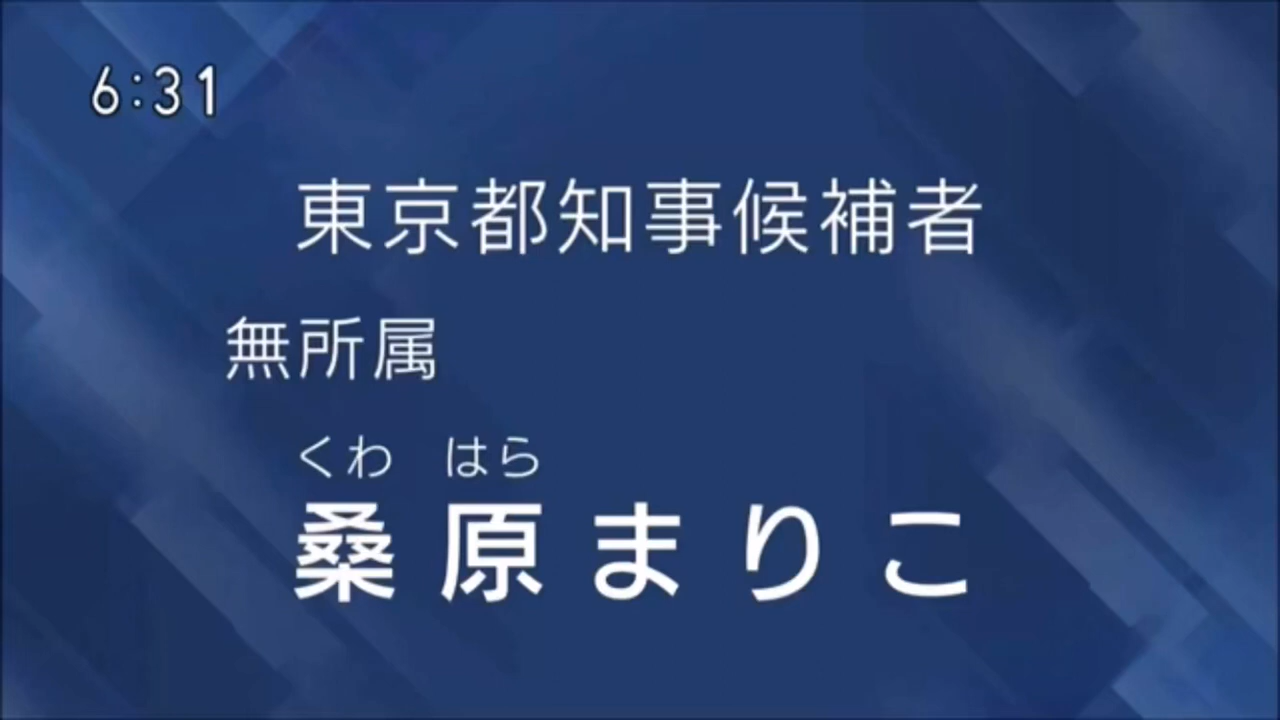 6:31
東京都知事候補者
無所属
くわ はら
桑原まりこ